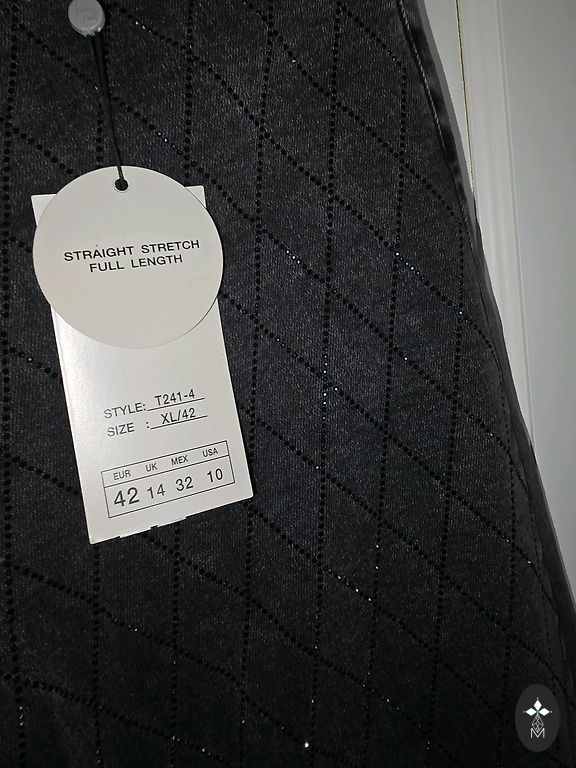 STRAIGHT STRETCH
FULL LENGTH
STYLE: T241-4
SIZE : XL/42
EUR UK MEX USA
42 14 32 10
M